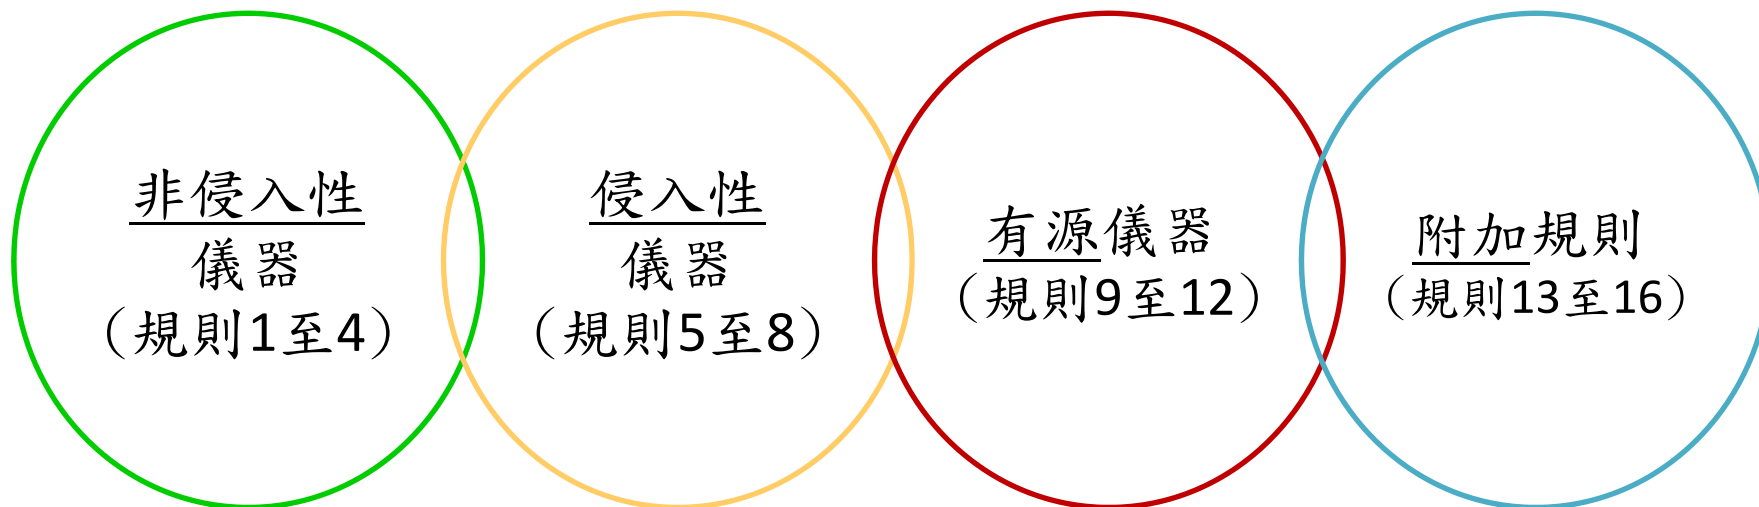 非侵入性
儀器
（規則1至4）
侵入性
儀器
（規則5至8）
有源儀器
（規則9至12）
附加規則
（規則13至16）